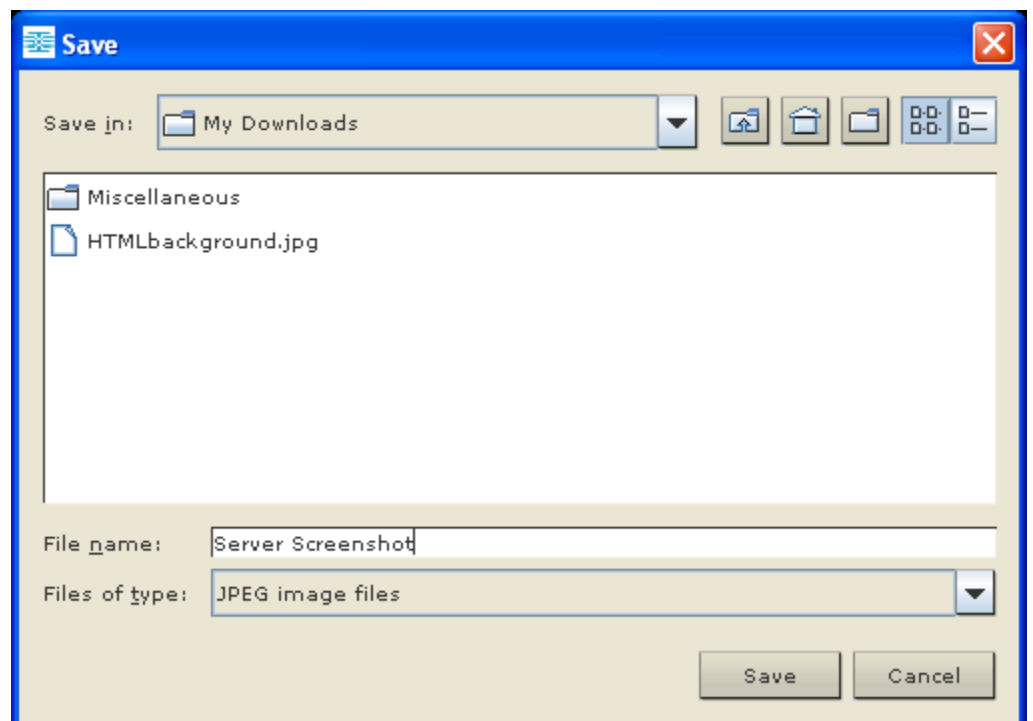 Save
Save in: My Downloads
Miscellaneous
HTMLbackground.jpg
File name: Server Screenshot
Files of type: JPEG image files
Save Cancel